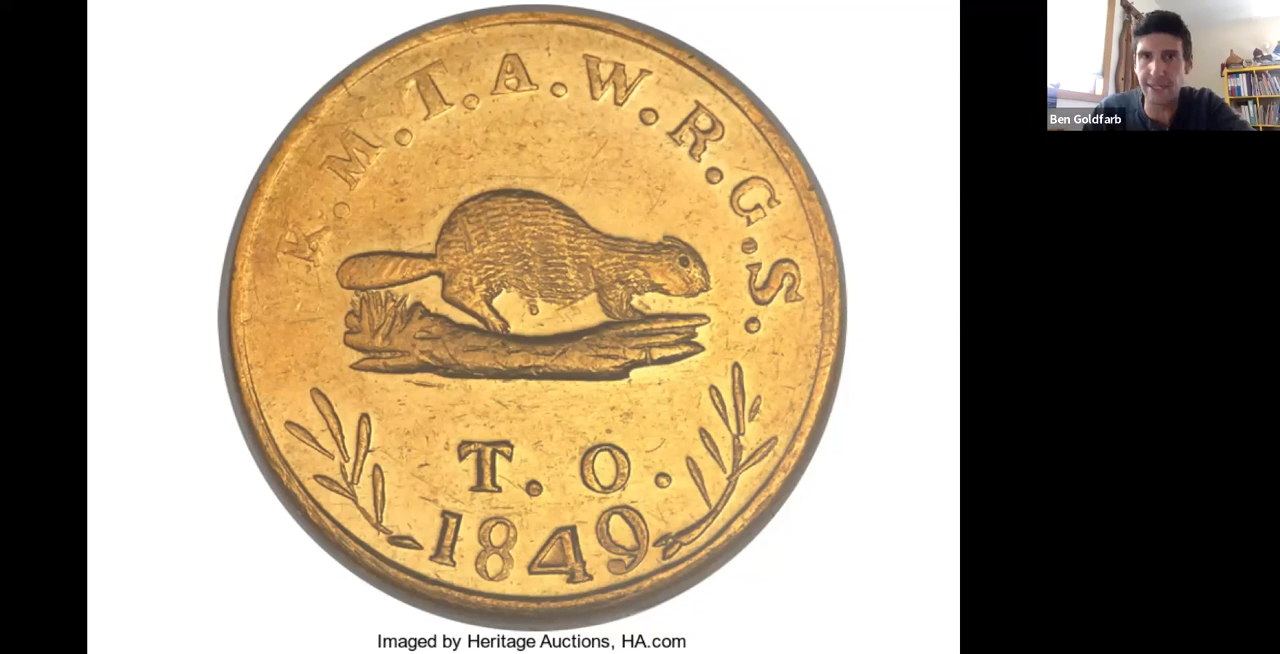 K.M.T.A.W.R.G.S.
T. O.
1849
Imaged by Heritage Auctions, HA.com
Ben Goldfarb